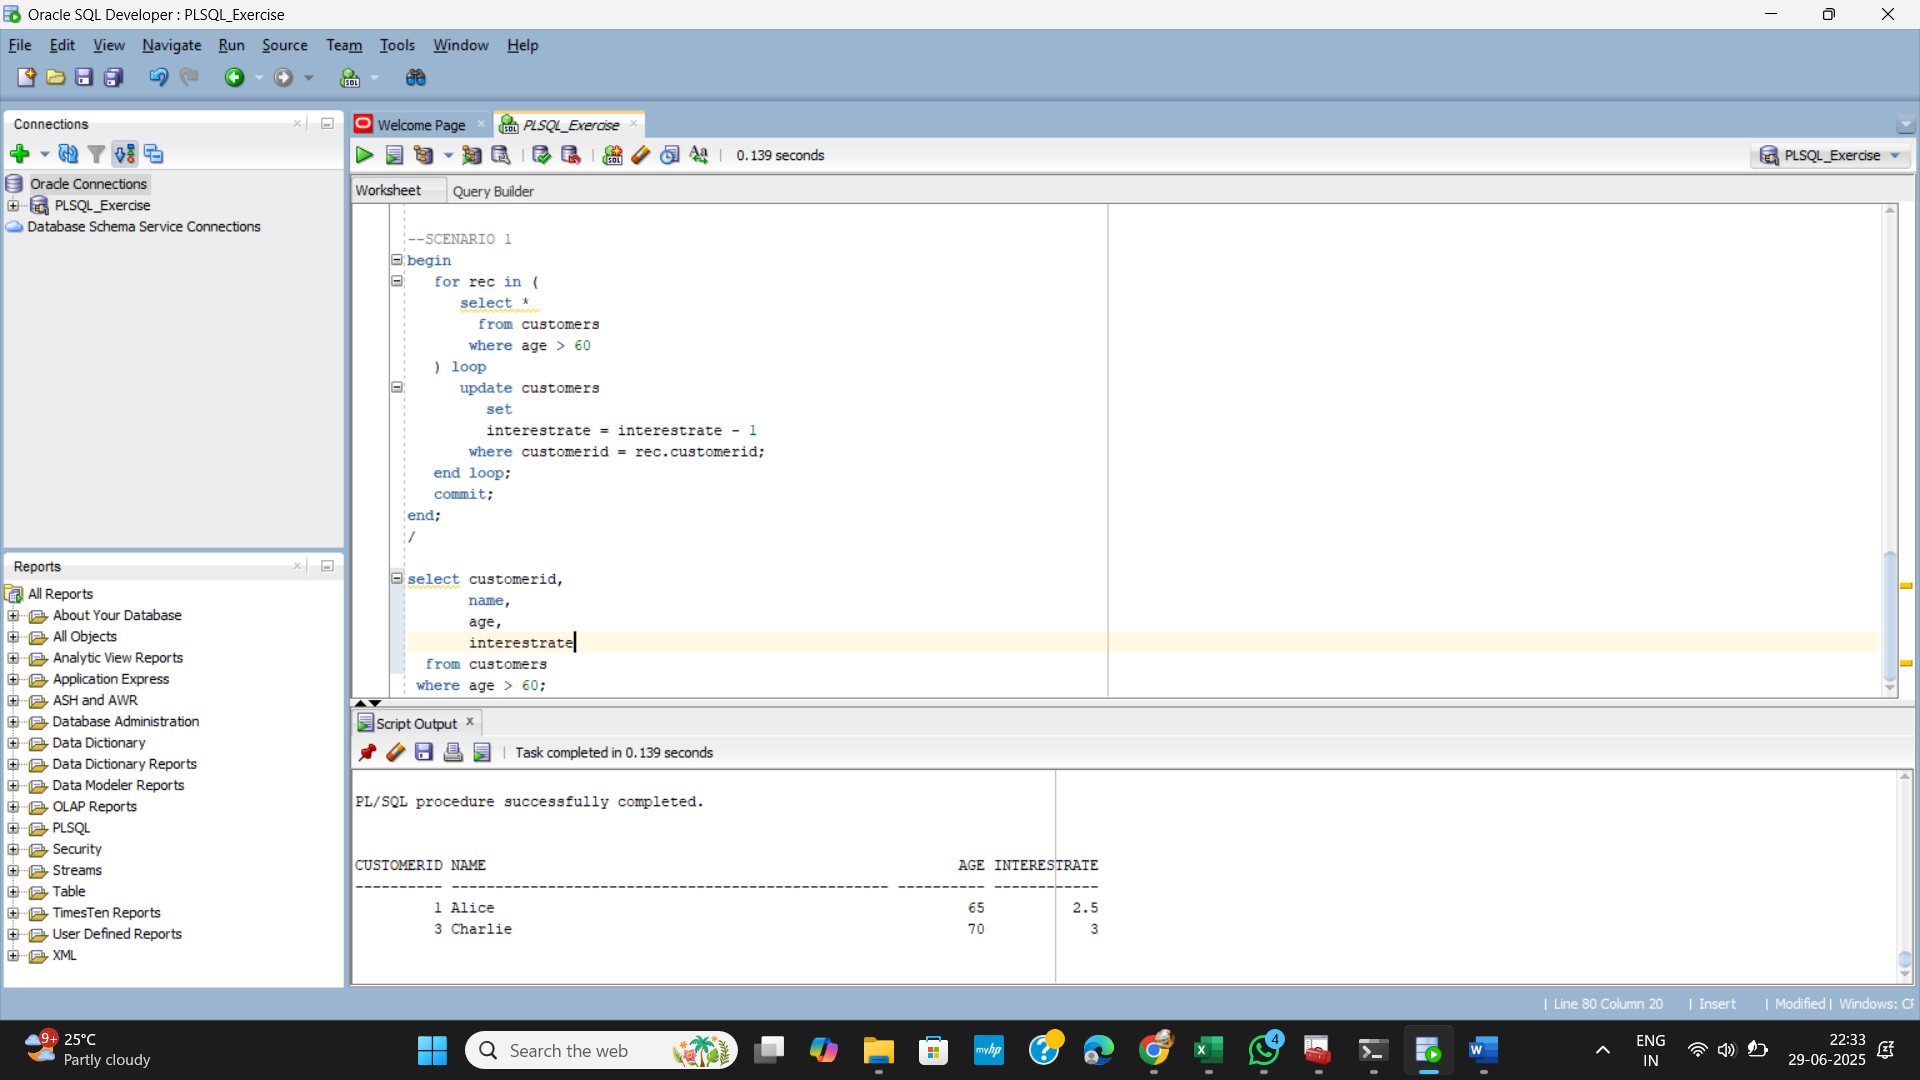 Oracle SQL Developer : PLSQL_Exercise
File Edit View Navigate Run Source Team Tools Window Help
Connections
Oracle Connections
PLSQL_Exercise
Database Schema Service Connections
Reports
All Reports
About Your Database
All Objects
Analytic View Reports
Application Express
ASH and AWR
Database Administration
Data Dictionary
Data Dictionary Reports
Data Modeler Reports
OLAP Reports
PLSQL
Security
Streams
Table
TimesTen Reports
User Defined Reports
XML
Welcome Page
PLSQL_Exercise
0.139 seconds
PLSQL_Exercise
Worksheet Query Builder
--SCENARIO 1
begin
for rec in (
select *
from customers
where age > 60
) loop
update customers
set
interestrate = interestrate - 1
where customerid = rec.customerid;
end loop;
commit;
end;
/
select customerid,
name,
age,
interestrate
from customers
where age > 60;
Script Output
Task completed in 0.139 seconds
PL/SQL procedure successfully completed.
CUSTOMERID NAME AGE INTERESTRATE
---------- -------------------------------------------------- ---------- ------------
1 Alice 65 2.5
3 Charlie 70 3
Line 80 Column 20 | Insert | Modified | Windows: CF
9+ 25°C
Partly cloudy
Search the web
myhp
4
ENG
IN
22:33
29-06-2025